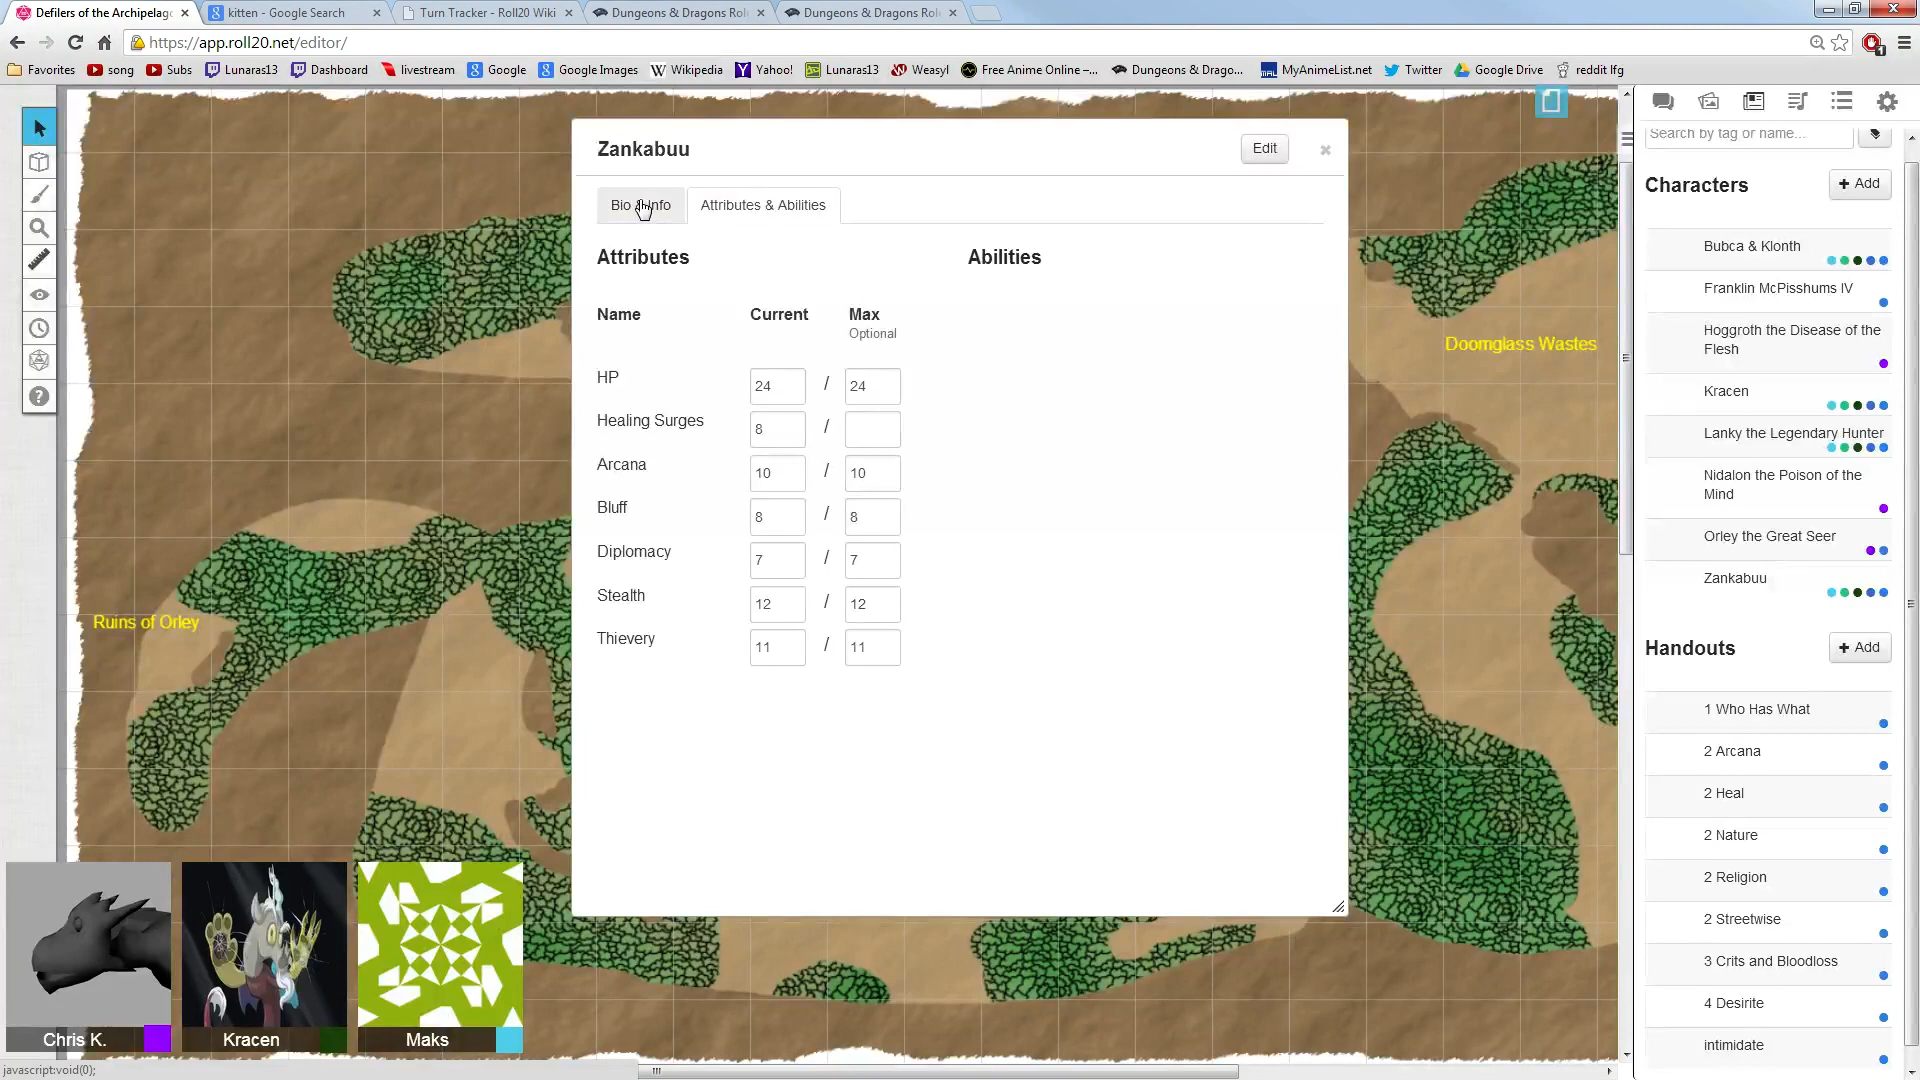 Defilers of the Archipelago
kitten - Google Search
Turn Tracker - Roll20 Wiki
Dungeons & Dragons Rol
Dungeons & Dragons Rol
https://app.roll20.net/editor/
Favorites
song
Subs
Lunaras13
Dashboard
livestream
Google
Google Images
Wikipedia
Yahoo!
Lunaras13
Weasyl
Free Anime Online –...
Dungeons & Drago...
MyAnimeList.net
Twitter
Google Drive
reddit lfg
Zankabuu
Edit
Bio & Info
Attributes & Abilities
Attributes
Abilities
Name Current Max
Optional
HP 24 / 24
Healing Surges 8 /
Arcana 10 / 10
Bluff 8 / 8
Diplomacy 7 / 7
Stealth 12 / 12
Thievery 11 / 11
Doomglass Wastes
Ruins of Orley
Search by tag or name...
Characters
+ Add
Bubca & Klonth
Franklin McPisshums IV
Hoggroth the Disease of the
Flesh
Kracen
Lanky the Legendary Hunter
Nidalon the Poison of the
Mind
Orley the Great Seer
Zankabuu
Handouts
+ Add
1 Who Has What
2 Arcana
2 Heal
2 Nature
2 Religion
2 Streetwise
3 Crits and Bloodloss
4 Desirite
intimidate
Chris K.
Kracen
Maks
javascript:void(0);